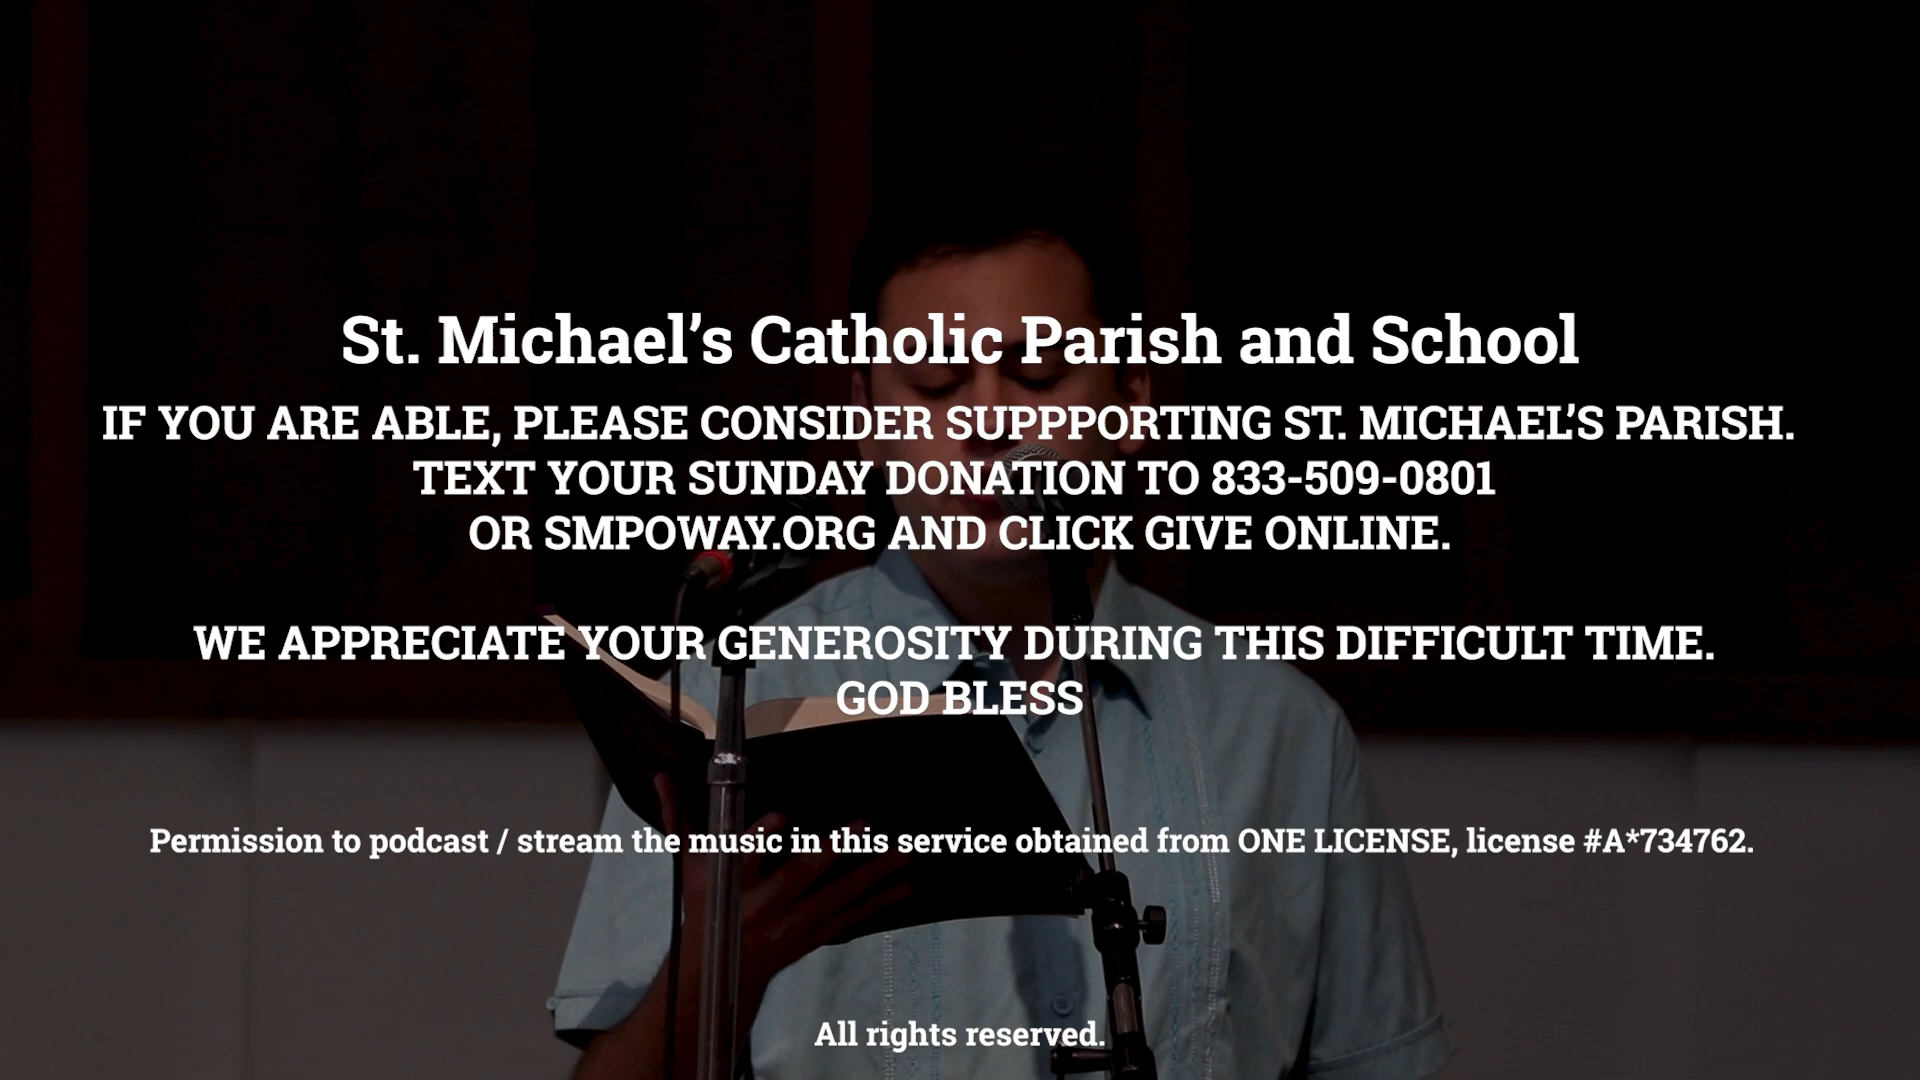 St. Michael’s Catholic Parish and School
IF YOU ARE ABLE, PLEASE CONSIDER SUPPPORTING ST. MICHAEL’S PARISH.
TEXT YOUR SUNDAY DONATION TO 833-509-0801
OR SMPOWAY.ORG AND CLICK GIVE ONLINE.
WE APPRECIATE YOUR GENEROSITY DURING THIS DIFFICULT TIME.
GOD BLESS
Permission to podcast / stream the music in this service obtained from ONE LICENSE, license #A*734762.
All rights reserved.